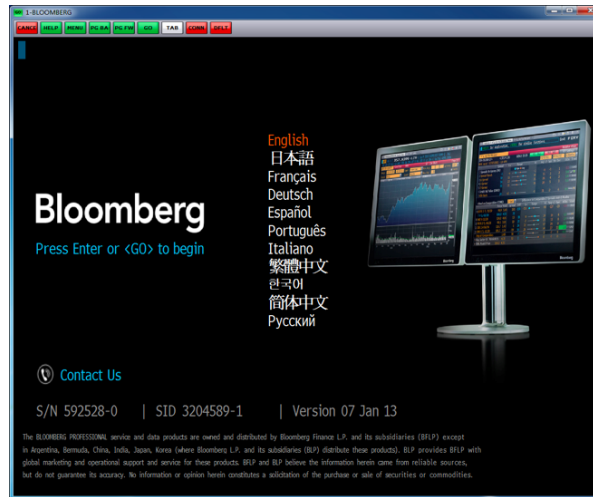 1-BLOOMBERG
CANCL HELP MENU PG BA PG FW GO TAB CONN DFLT
English
日本語
Français
Deutsch
Español
Português
Italiano
繁體中文
한국어
简体中文
Русский
Bloomberg
Press Enter or <GO> to begin
Contact Us
S/N 592528-0 | SID 3204589-1 | Version 07 Jan 13
The BLOOMBERG PROFESSIONAL service and data products are owned and distributed by Bloomberg Finance L.P. and its subsidiaries (BFLP) except
in Argentina, Bermuda, China, India, Japan, Korea (where Bloomberg L.P. and its subsidiaries (BLP) distribute these products). BLP provides BFLP with
global marketing and operational support and service for these products. BFLP and BLP believe the information herein came from reliable sources,
but do not guarantee its accuracy. No information or opinion herein constitutes a solicitation of the purchase or sale of securities or commodities.